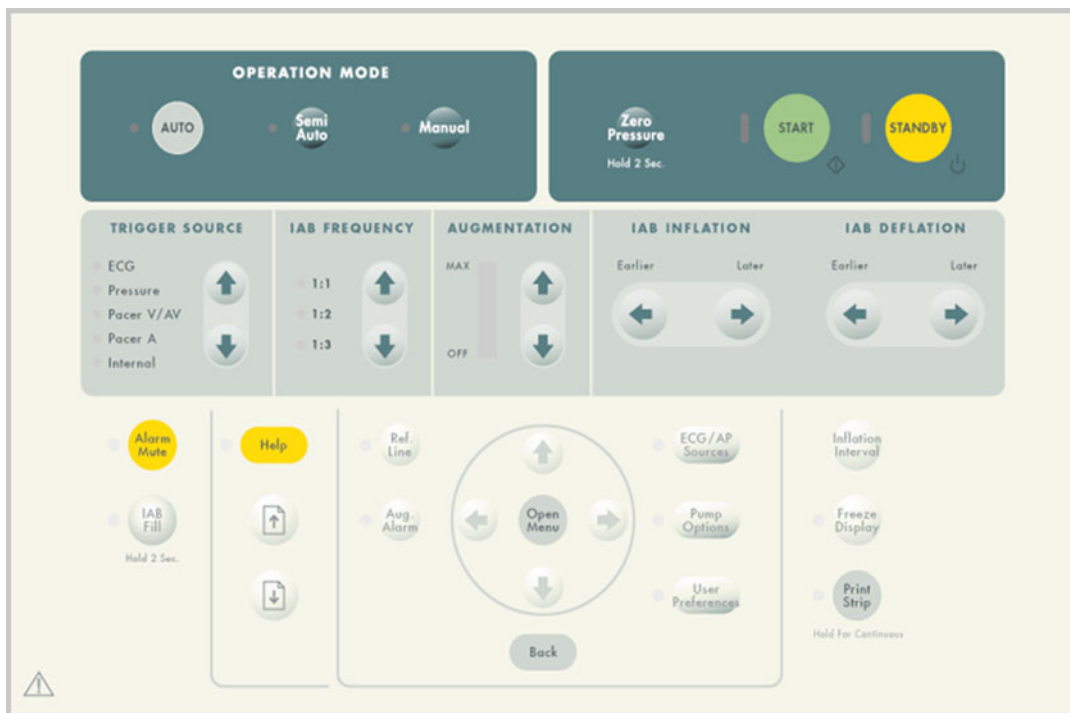 OPERATION MODE
AUTO
Semi
Auto
Manual
Zero
Pressure
Hold 2 Sec.
START
STANDBY
TRIGGER SOURCE
ECG
Pressure
Pacer V/AV
Pacer A
Internal
IAB FREQUENCY
1:1
1:2
1:3
AUGMENTATION
MAX
OFF
IAB INFLATION
Earlier
Later
IAB DEFLATION
Earlier
Later
Alarm
Mute
IAB
Fill
Hold 2 Sec.
Help
Ref.
Line
Aug.
Alarm
Open
Menu
ECG/AP
Sources
Pump
Options
User
Preferences
Back
Inflation
Interval
Freeze
Display
Print
Strip
Hold For Continuous